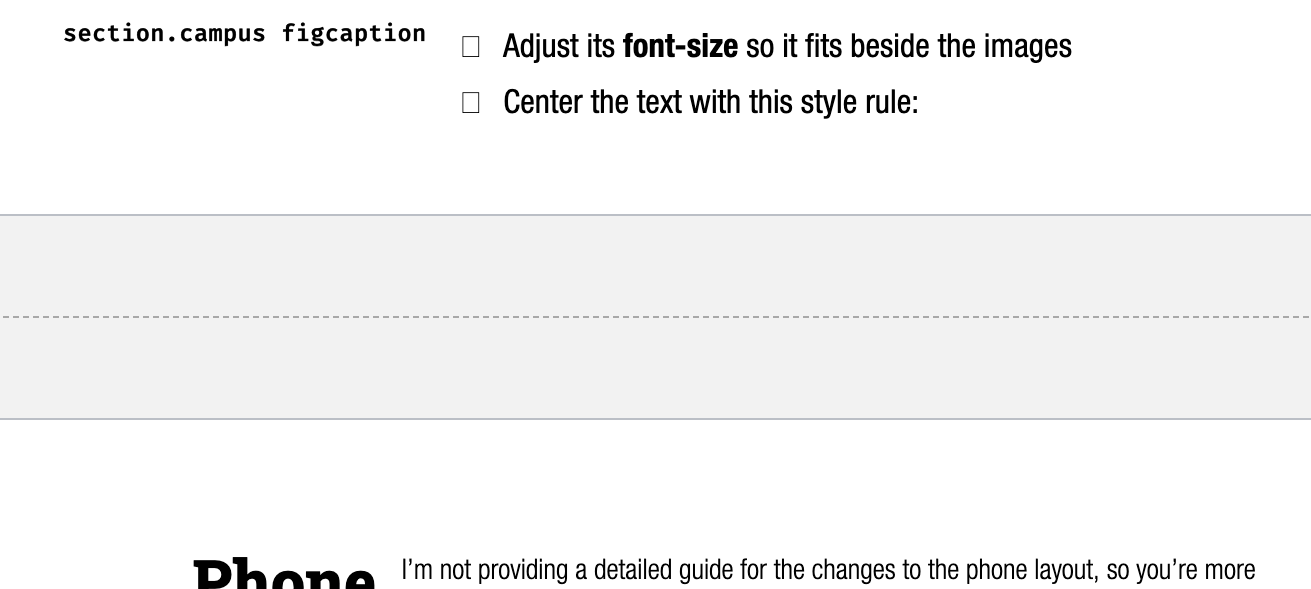 section.campus figcaption
☐ Adjust its font-size so it fits beside the images
☐ Center the text with this style rule:
Phone
I’m not providing a detailed guide for the changes to the phone layout, so you’re more